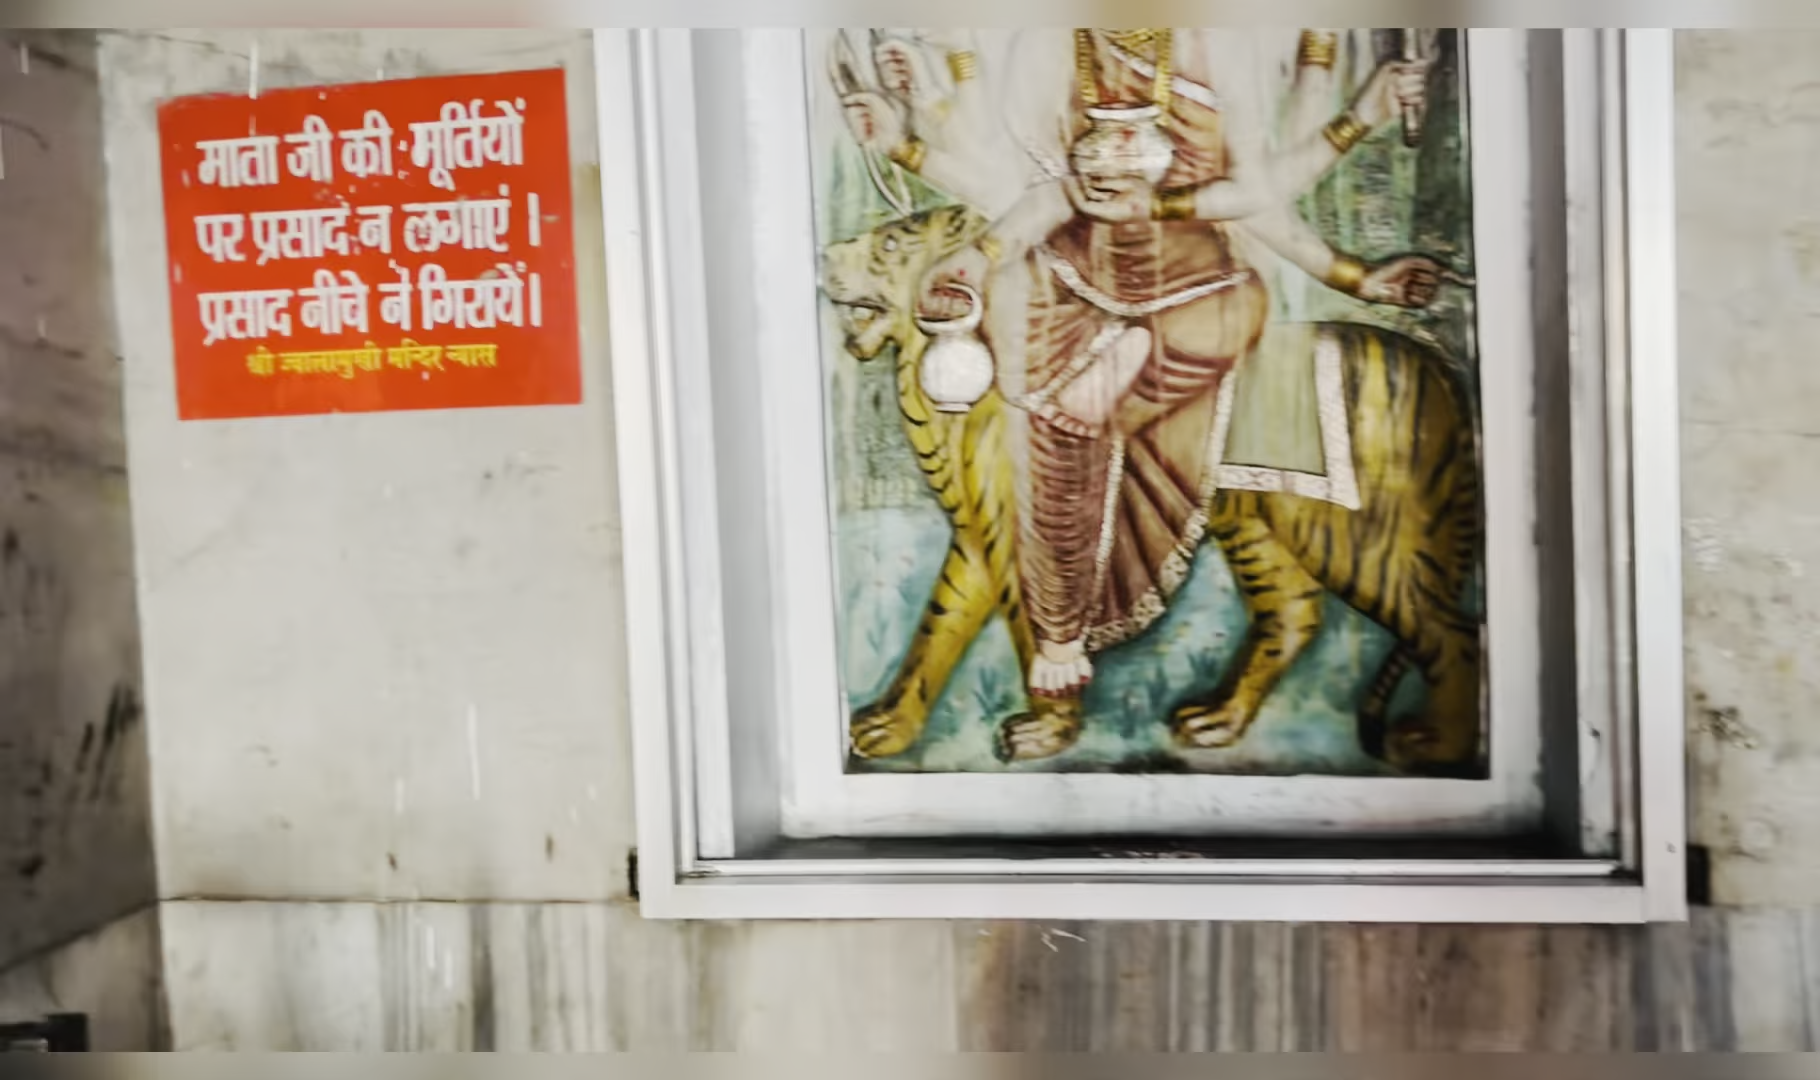 माता जी की मूर्तियों
पर प्रसाद न लगाएं ।
प्रसाद नीचे न गिरायें।
श्री ज्वालामुखी मन्दिर न्यास